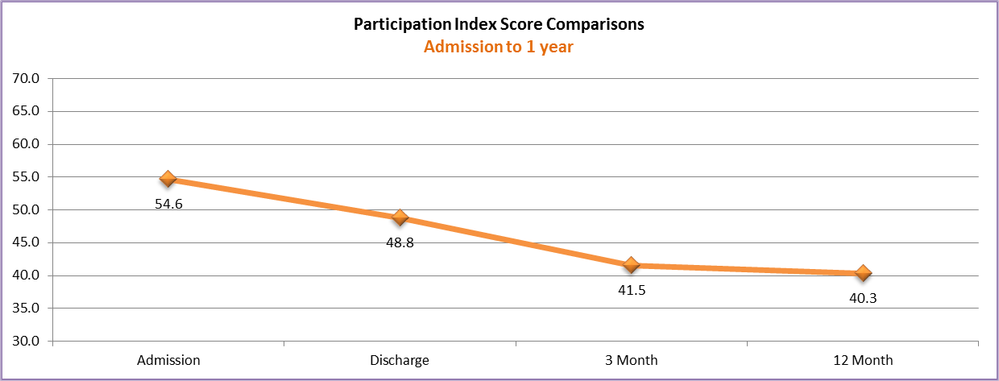 Participation Index Score Comparisons
Admission to 1 year
70.0
65.0
60.0
55.0
50.0
45.0
40.0
35.0
30.0
54.6
48.8
41.5
40.3
Admission
Discharge
3 Month
12 Month